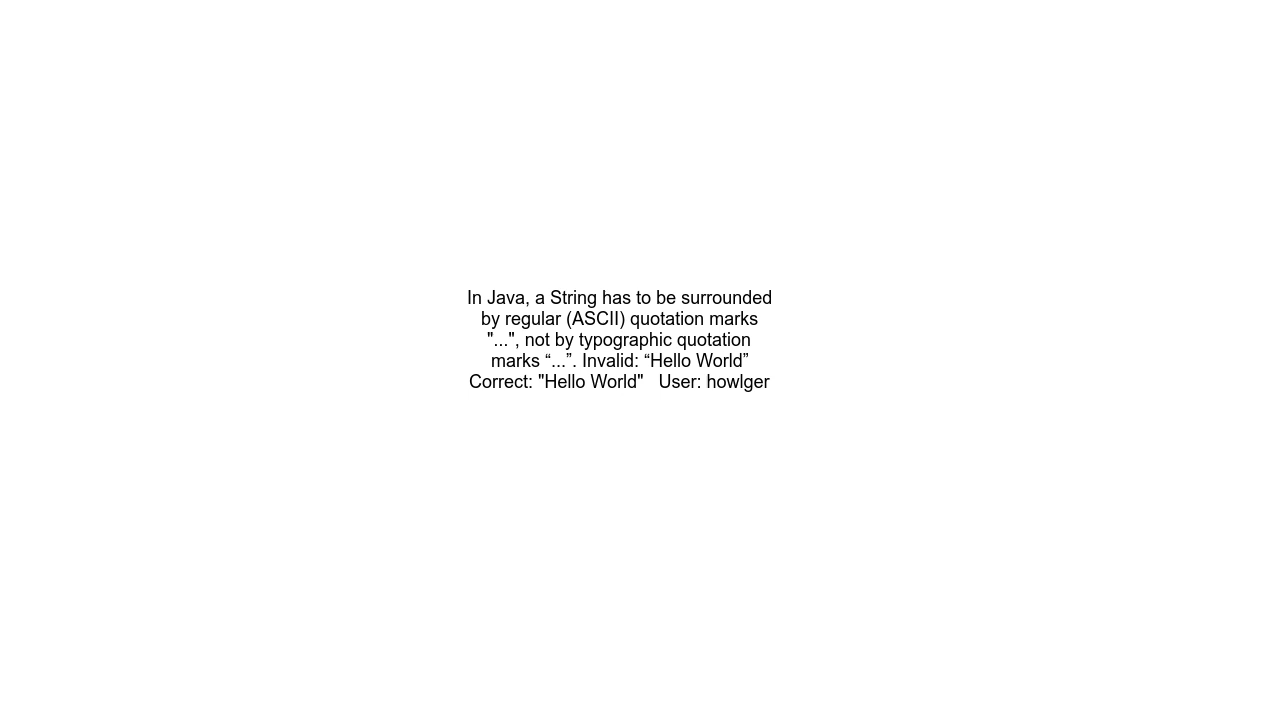 In Java, a String has to be surrounded
by regular (ASCII) quotation marks
"...", not by typographic quotation
marks “...”. Invalid: “Hello World”
Correct: "Hello World"   User: howlger